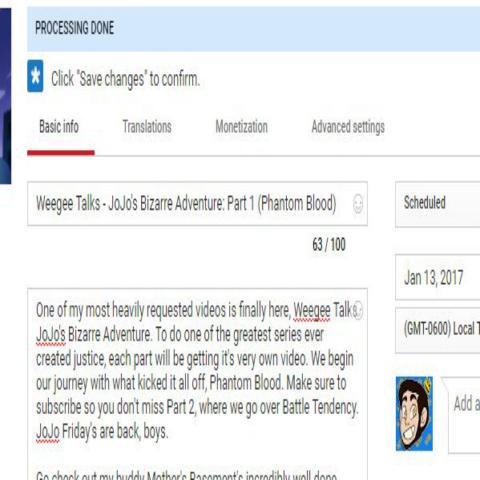 PROCESSING DONE
Click "Save changes" to confirm.
Basic info Translations Monetization Advanced settings
Weegee Talks - JoJo's Bizarre Adventure: Part 1 (Phantom Blood)
63 / 100
Scheduled
Jan 13, 2017
(GMT-0600) Local T
Add a
One of my most heavily requested videos is finally here, Weegee Talks
JoJo's Bizarre Adventure. To do one of the greatest series ever
created justice, each part will be getting it's very own video. We begin
our journey with what kicked it all off, Phantom Blood. Make sure to
subscribe so you don't miss Part 2, where we go over Battle Tendency.
JoJo Friday's are back, boys.
Go check out my buddy Mother's Basement's incredibly well done